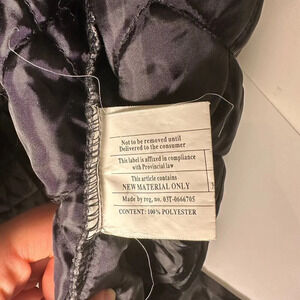 Not to be removed until
Delivered to the consumer
This label is affixed in compliance
with Provincial law
This article contains
NEW MATERIAL ONLY
Made by reg, no. 03T-0666705
CONTENT: 100% POLYESTER